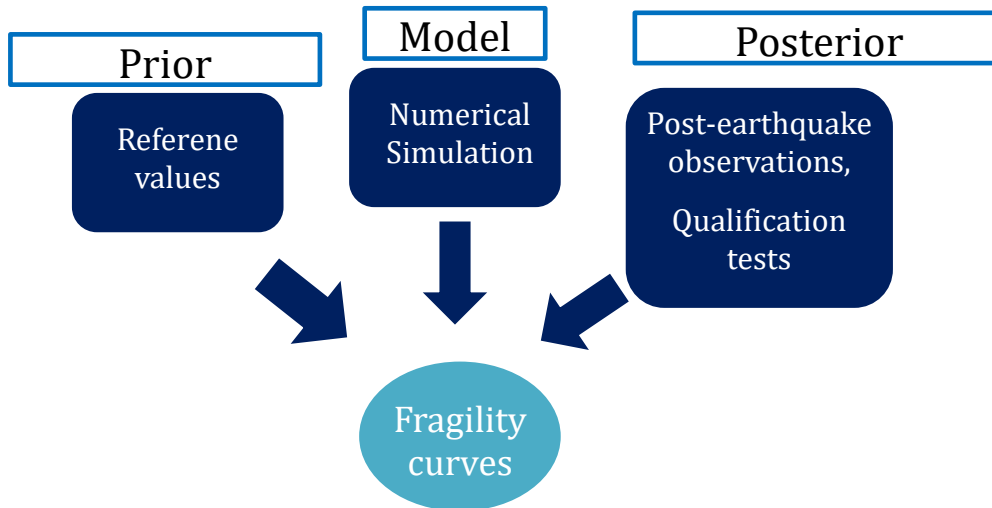 Prior
Model
Posterior
Referene
values
Numerical
Simulation
Post-earthquake
observations,
Qualification
tests
Fragility
curves